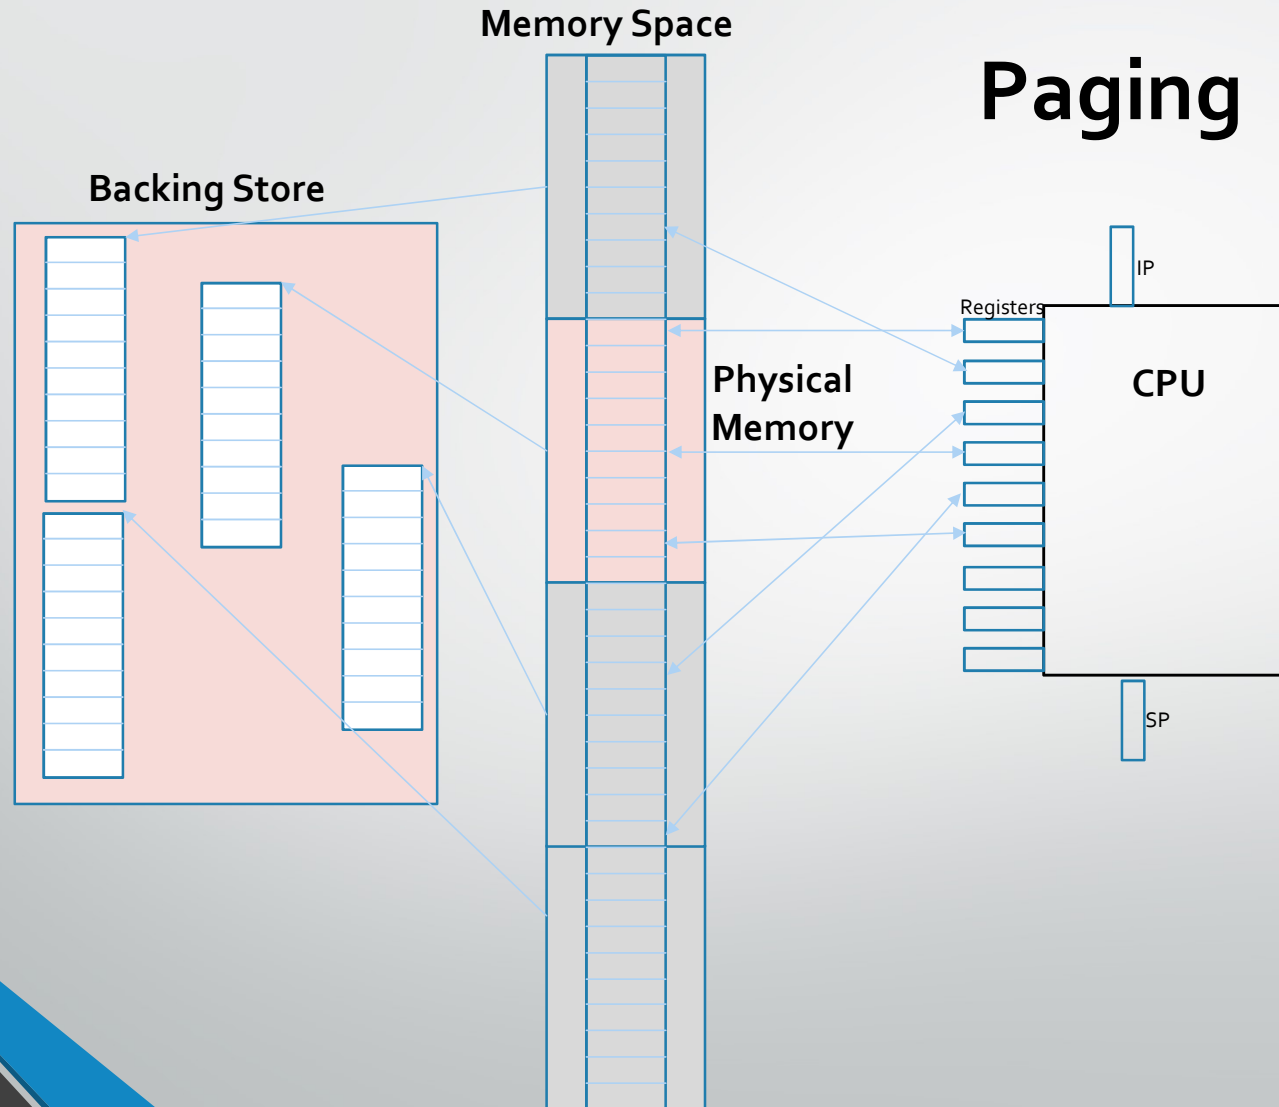 Memory Space
Paging
Backing Store
IP
Registers
Physical
Memory
CPU
SP